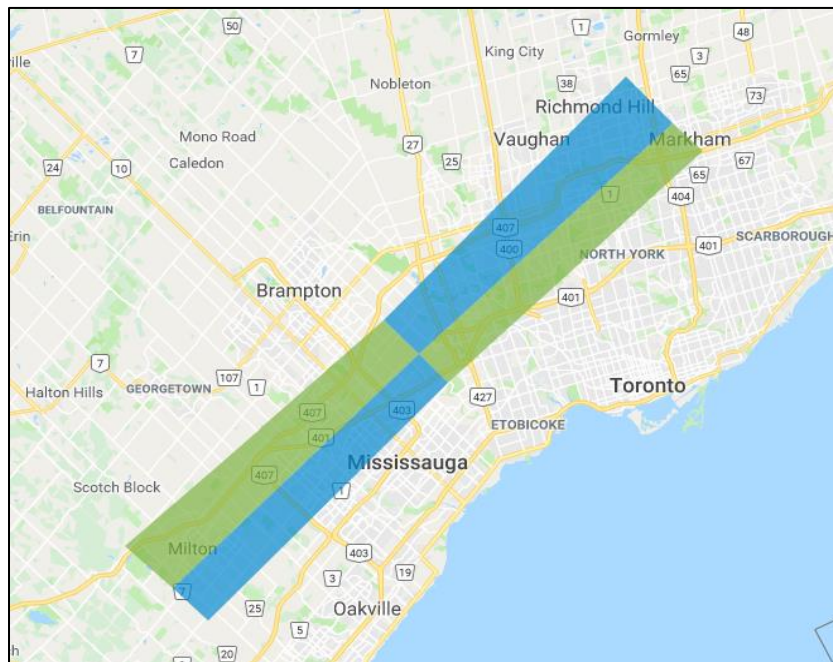 50
1
Gormley
48
7
King City
3
ville
38
65
Nobleton
73
Richmond Hill
Mono Road
Vaughan
Markham
27
25
67
Caledon
24
10
65
1
404
BELFOUNTAIN
407
SCARBOROUGH
Erin
400
NORTH YORK
401
Brampton
401
7
107
GEORGETOWN
1
Toronto
Halton Hills
427
407
403
ETOBICOKE
401
Mississauga
407
Scotch Block
1
Milton
403
19
7
3
25
Oakville
5
20